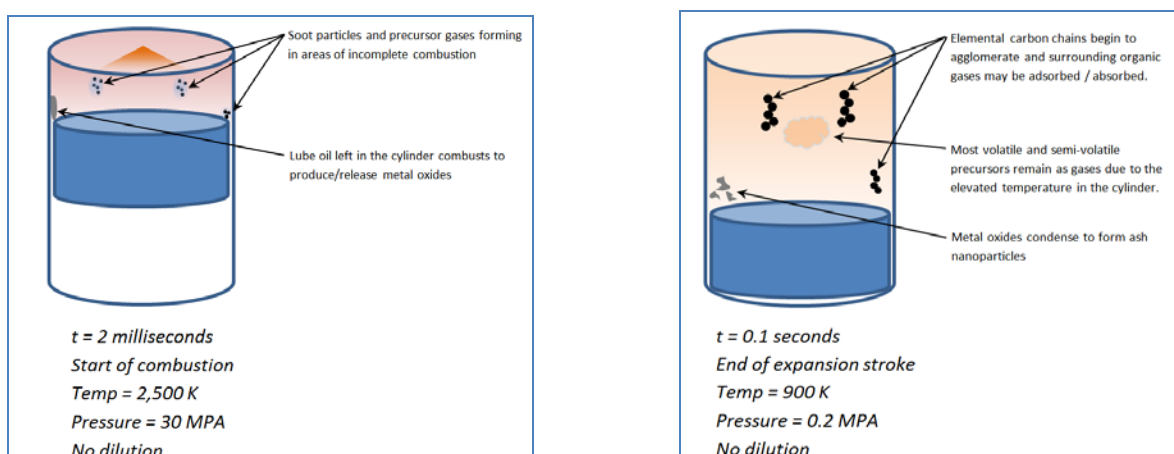 Soot particles and precursor gases forming
in areas of incomplete combustion
Lube oil left in the cylinder combusts to
produce/release metal oxides
t = 2 milliseconds
Start of combustion
Temp = 2,500 K
Pressure = 30 MPA
No dilution
Elemental carbon chains begin to
agglomerate and surrounding organic
gases may be adsorbed / absorbed.
Most volatile and semi-volatile
precursors remain as gases due to the
elevated temperature in the cylinder.
Metal oxides condense to form ash
nanoparticles
t = 0.1 seconds
End of expansion stroke
Temp = 900 K
Pressure = 0.2 MPA
No dilution